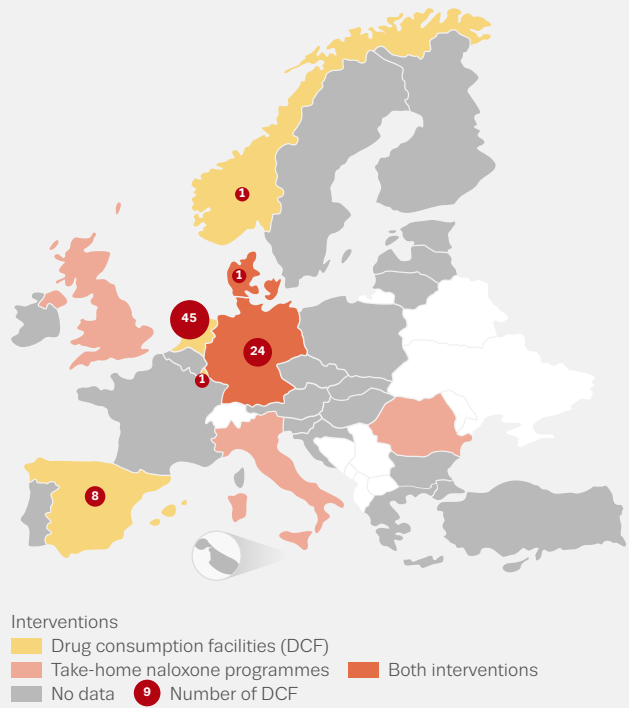 1
1
45
24
1
8
Interventions
Drug consumption facilities (DCF)
Take-home naloxone programmes Both interventions
No data 9 Number of DCF